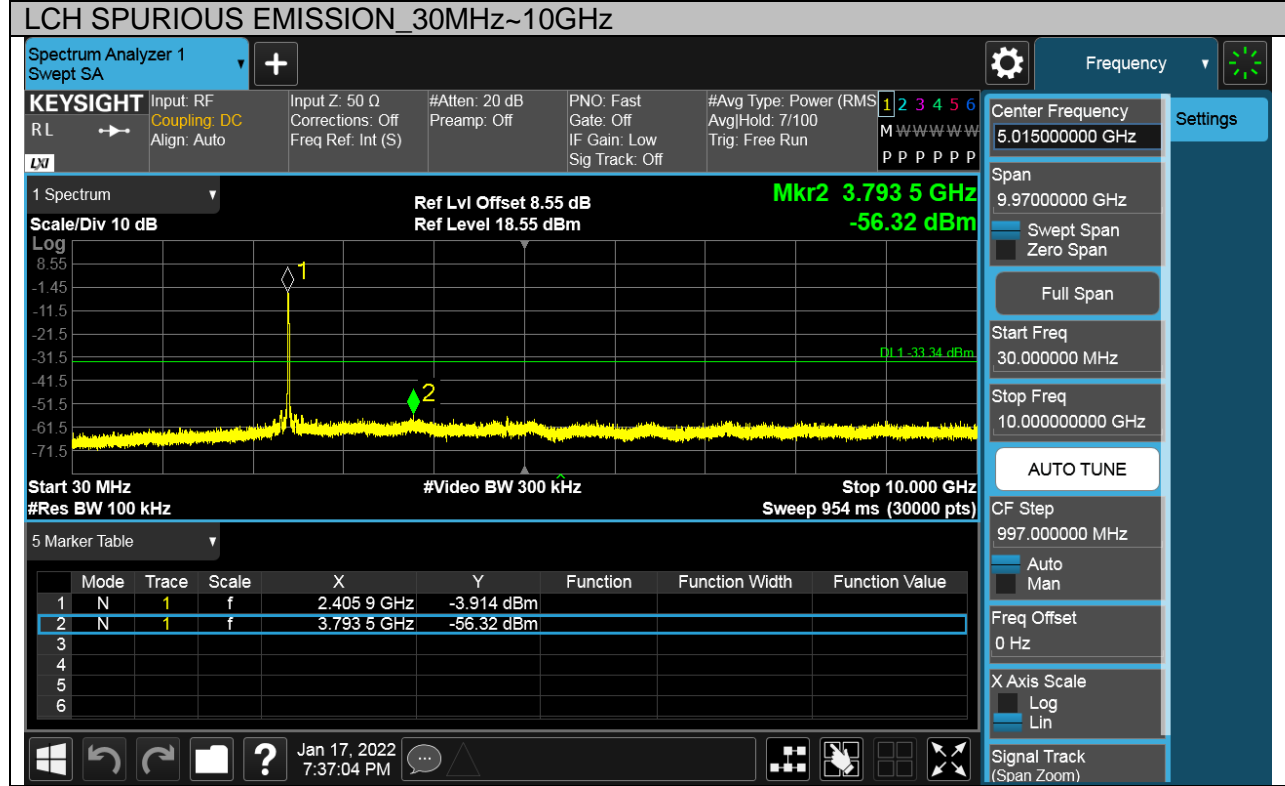 LCH SPURIOUS EMISSION_30MHz~10GHz
Spectrum Analyzer 1
Swept SA
Frequency
KEYSIGHT
RL
LXI
Input: RF
Coupling: DC
Align: Auto
Input Z: 50 Ω
Corrections: Off
Freq Ref: Int (S)
#Atten: 20 dB
Preamp: Off
PNO: Fast
Gate: Off
IF Gain: Low
Sig Track: Off
#Avg Type: Power (RMS
Avg|Hold: 7/100
Trig: Free Run
1 2 3 4 5 6
M W W W W W
P P P P P P
1 Spectrum
Scale/Div 10 dB
Ref Lvl Offset 8.55 dB
Ref Level 18.55 dBm
Mkr2 3.793 5 GHz
-56.32 dBm
Log
8.55
-1.45
-11.5
-21.5
-31.5
-41.5
-51.5
-61.5
-71.5
1
2
DL1 -33.34 dBm
Start 30 MHz
#Video BW 300 kHz
Stop 10.000 GHz
#Res BW 100 kHz
Sweep 954 ms (30000 pts)
5 Marker Table
Mode Trace Scale X Y Function Function Width Function Value
1 N 1 f 2.405 9 GHz -3.914 dBm
2 N 1 f 3.793 5 GHz -56.32 dBm
3
4
5
6
Jan 17, 2022
7:37:04 PM
Settings
Center Frequency
5.015000000 GHz
Span
9.97000000 GHz
Swept Span
Zero Span
Full Span
Start Freq
30.000000 MHz
Stop Freq
10.000000000 GHz
AUTO TUNE
CF Step
997.000000 MHz
Auto
Man
Freq Offset
0 Hz
X Axis Scale
Log
Lin
Signal Track
(Span Zoom)